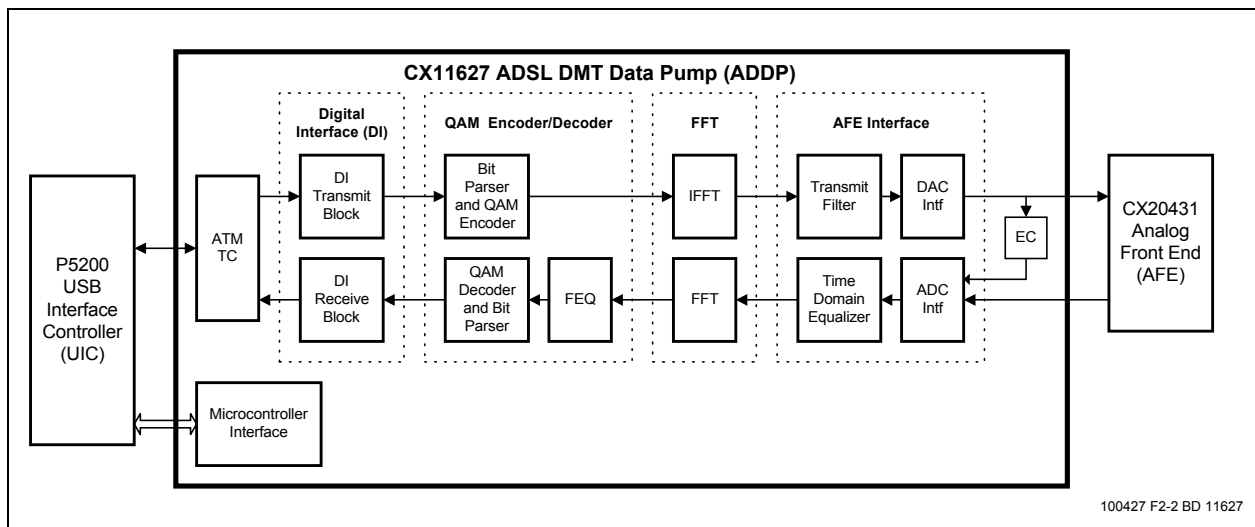 CX11627 ADSL DMT Data Pump (ADDP)
Digital
Interface (DI)
QAM Encoder/Decoder
FFT
AFE Interface
P5200
USB
Interface
Controller
(UIC)
ATM
TC
DI
Transmit
Block
Bit
Parser
and QAM
Encoder
IFFT
Transmit
Filter
DAC
Intf
EC
CX20431
Analog
Front End
(AFE)
DI
Receive
Block
QAM
Decoder
and Bit
Parser
FEQ
FFT
Time
Domain
Equalizer
ADC
Intf
Microcontroller
Interface
100427 F2-2 BD 11627